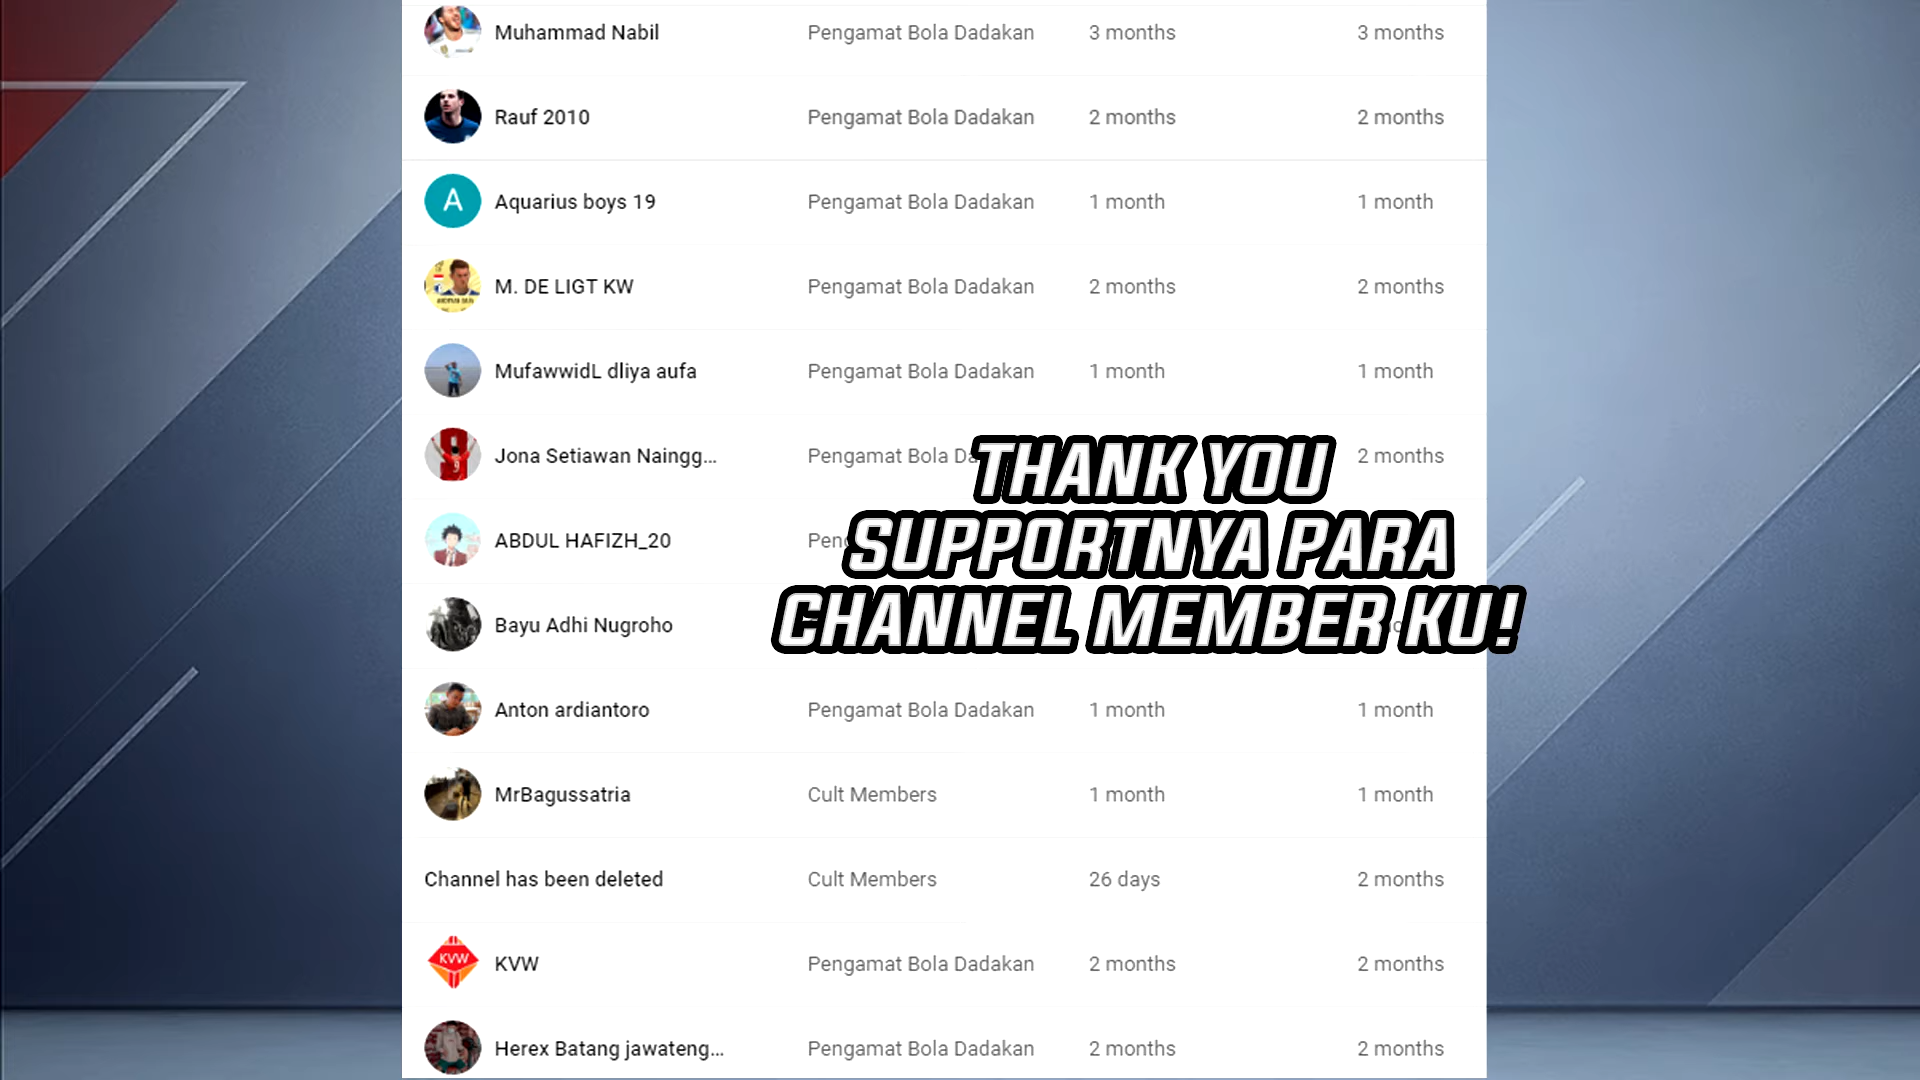 Muhammad Nabil Pengamat Bola Dadakan 3 months 3 months
Rauf 2010 Pengamat Bola Dadakan 2 months 2 months
A Aquarius boys 19 Pengamat Bola Dadakan 1 month 1 month
M. DE LIGT KW Pengamat Bola Dadakan 2 months 2 months
MufawwidL dliya aufa Pengamat Bola Dadakan 1 month 1 month
Jona Setiawan Naingg... Pengamat Bola 2 months
ABDUL HAFIZH_20
Bayu Adhi Nugroho
THANK YOU
SUPPORTNYA PARA
CHANNEL MEMBER KU!
Anton ardiantoro Pengamat Bola Dadakan 1 month 1 month
MrBagussatria Cult Members 1 month 1 month
Channel has been deleted Cult Members 26 days 2 months
KVW KVW Pengamat Bola Dadakan 2 months 2 months
Herex Batang jawateng... Pengamat Bola Dadakan 2 months 2 months